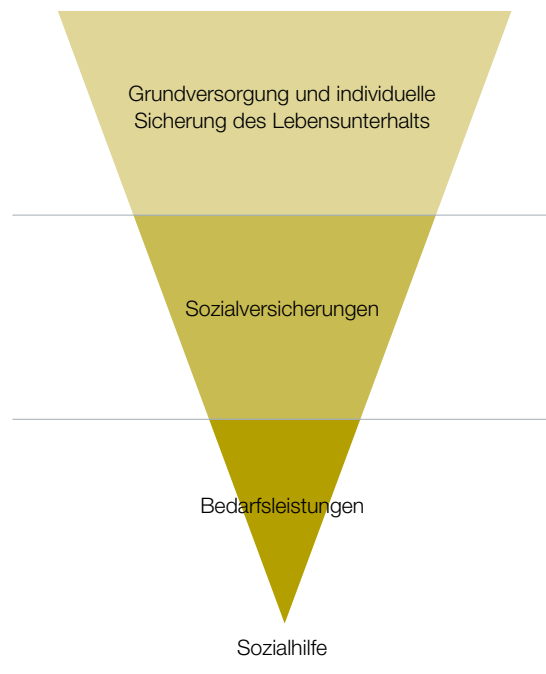 Grundversorgung und individuelle
Sicherung des Lebensunterhalts
Sozialversicherungen
Bedarfsleistungen
Sozialhilfe